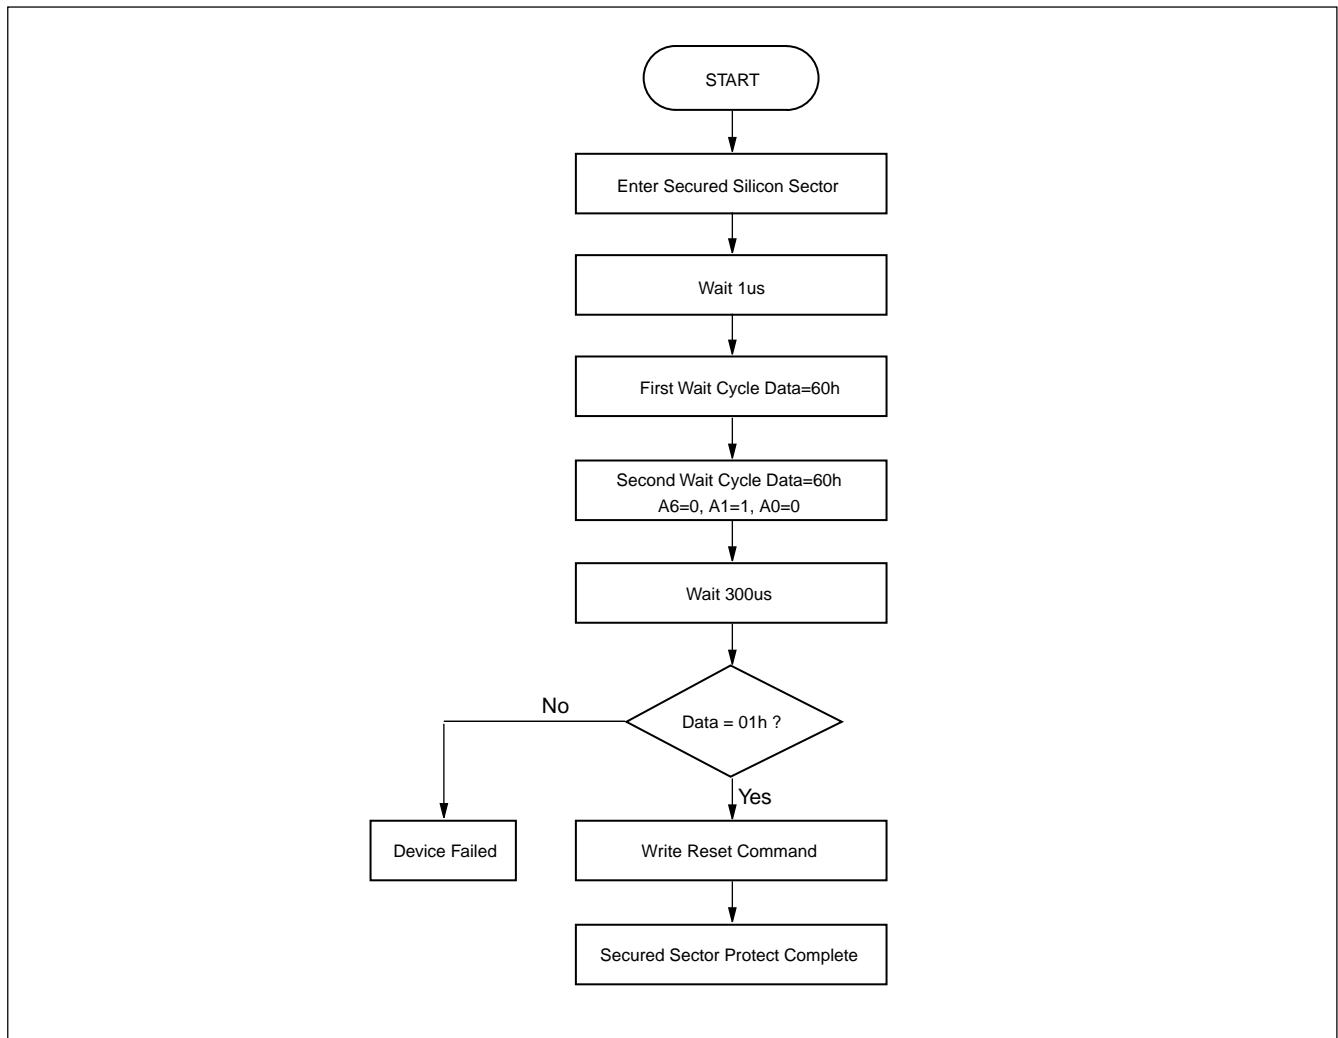 START
Enter Secured Silicon Sector
Wait 1us
First Wait Cycle Data=60h
Second Wait Cycle Data=60h
A6=0, A1=1, A0=0
Wait 300us
No
Data = 01h ?
Yes
Device Failed
Write Reset Command
Secured Sector Protect Complete